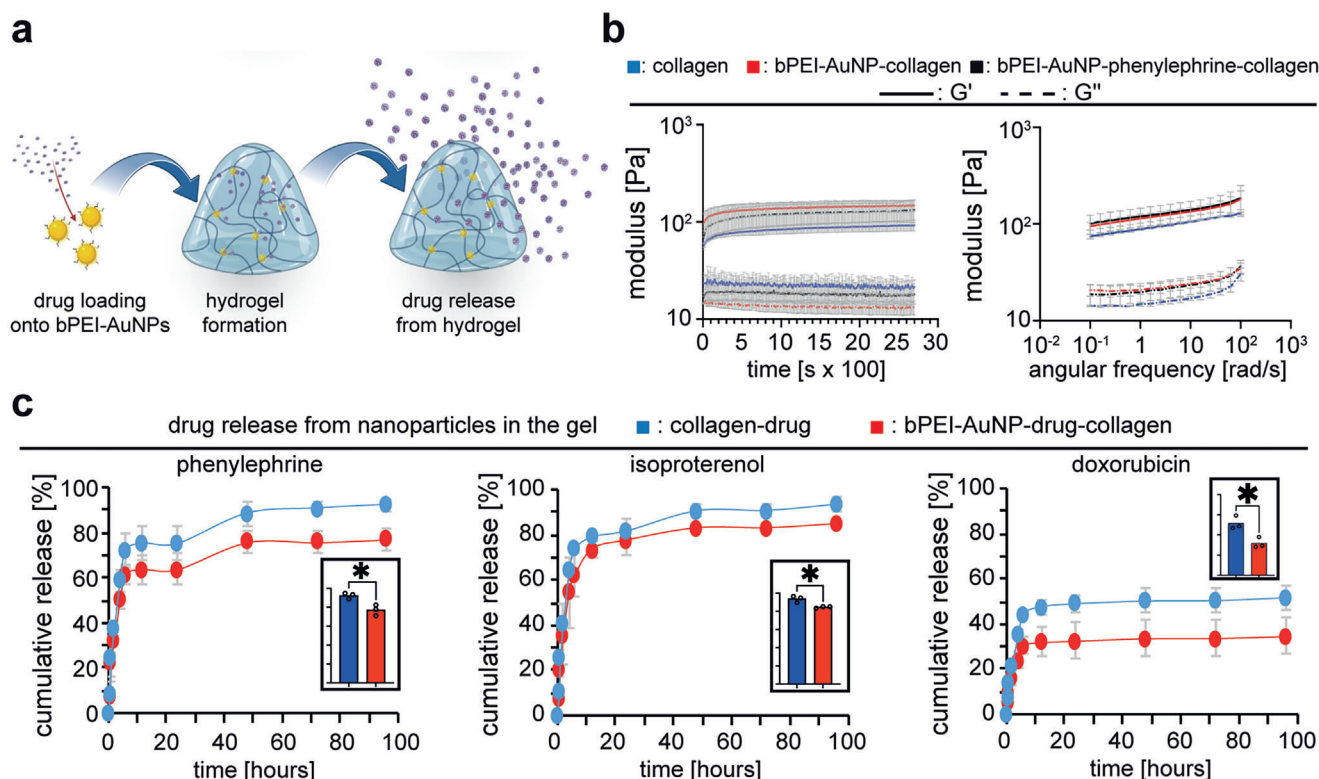 a
drug loading
onto bPEI-AuNPs
hydrogel
formation
drug release
from hydrogel
b
: collagen : bPEI-AuNP-collagen : bPEI-AuNP-phenylephrine-collagen
: G' : G"
modulus [Pa]
10³
10²
10
0 5 10 15 20 25 30
time [s x 100]
modulus [Pa]
10³
10²
10
10⁻² 10⁻¹ 1 10 10² 10³
angular frequency [rad/s]
c
drug release from nanoparticles in the gel : collagen-drug : bPEI-AuNP-drug-collagen
phenylephrine
cumulative release [%]
100
80
60
40
20
0
0 20 40 60 80 100
time [hours]
*
isoproterenol
cumulative release [%]
100
80
60
40
20
0
0 20 40 60 80 100
time [hours]
*
doxorubicin
cumulative release [%]
100
80
60
40
20
0
0 20 40 60 80 100
time [hours]
*